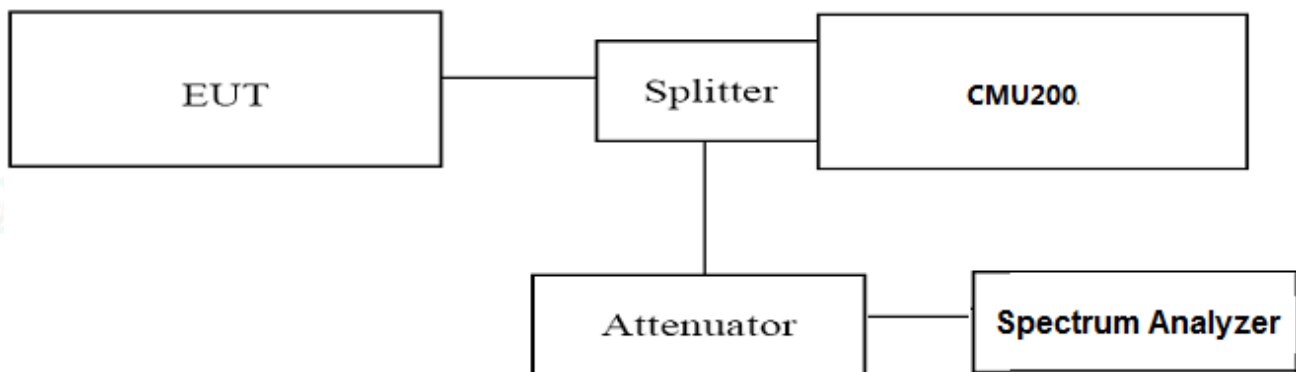 EUT
Splitter
CMU200
Attenuator
Spectrum Analyzer